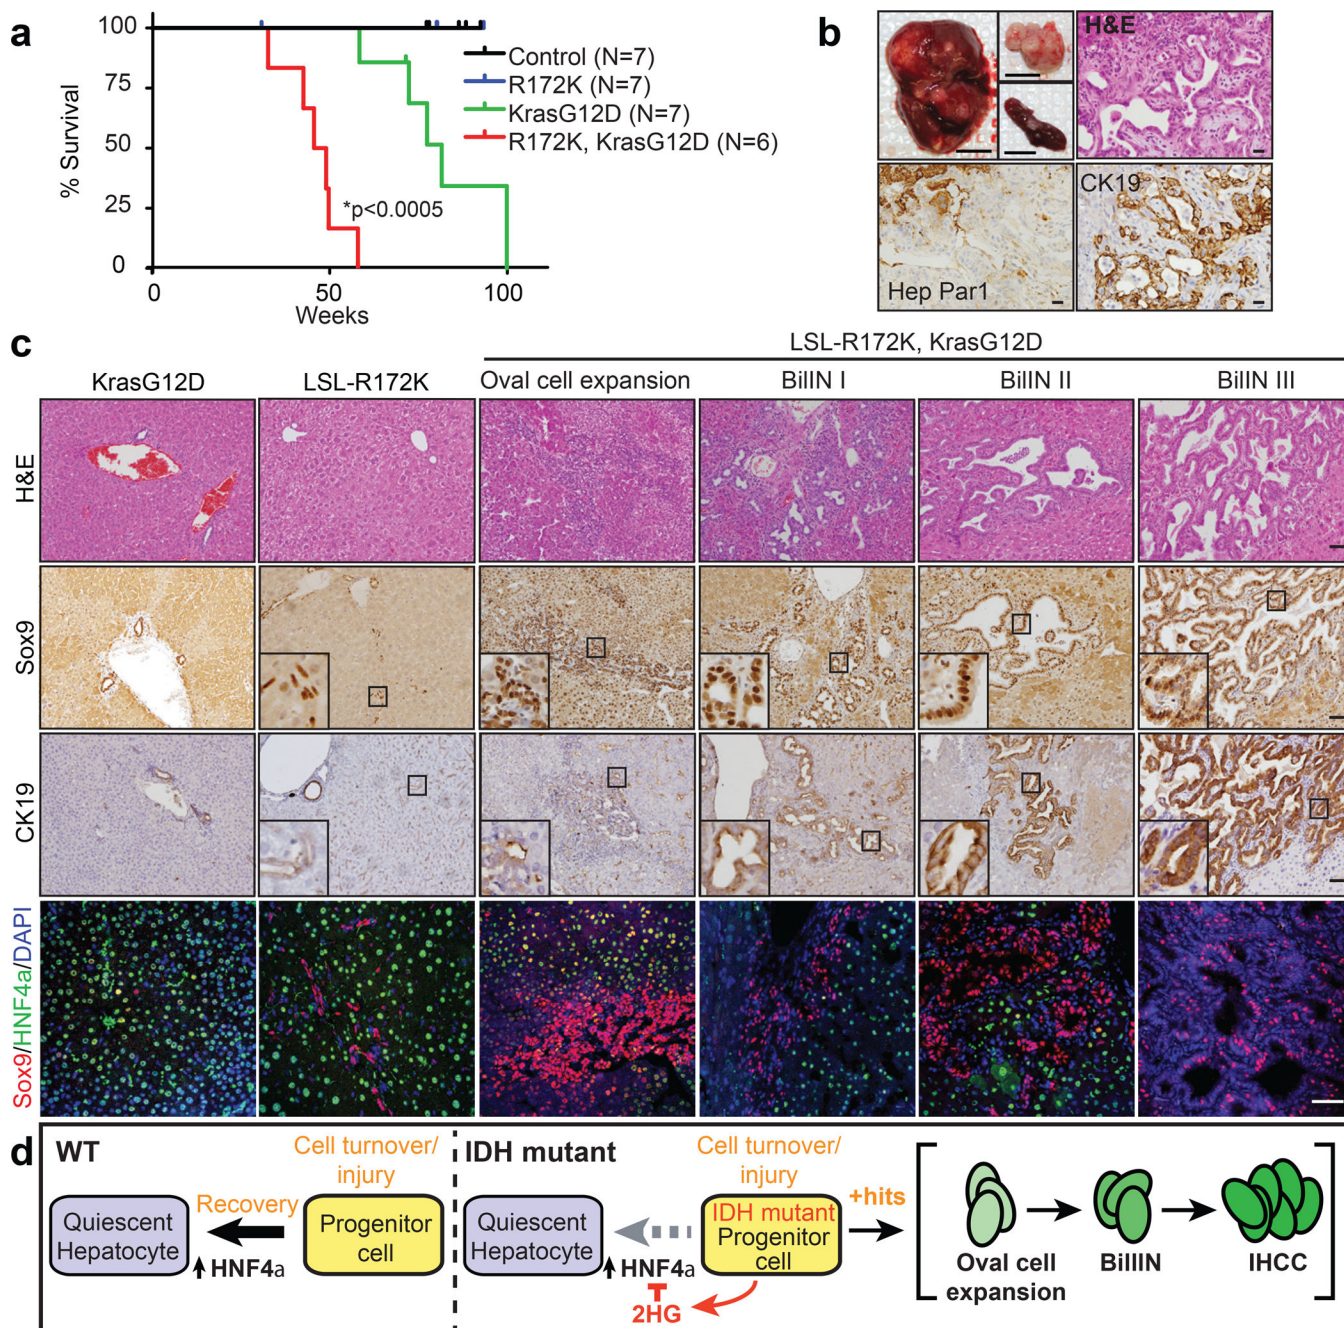 a
100
75
50
25
0
% Survival
0
50
100
Weeks
*p<0.0005
Control (N=7)
R172K (N=7)
KrasG12D (N=7)
R172K, KrasG12D (N=6)
b
H&E
Hep Par1
CK19
c
LSL-R172K, KrasG12D
KrasG12D
LSL-R172K
Oval cell expansion
BilIN I
BilIN II
BilIN III
H&E
Sox9
CK19
Sox9/HNF4a/DAPI
d
WT
Quiescent
Hepatocyte
Recovery
HNF4a
Cell turnover/
injury
Progenitor
cell
IDH mutant
Quiescent
Hepatocyte
HNF4a
2HG
Cell turnover/
injury
IDH mutant
Progenitor
cell
+hits
Oval cell
expansion
BilIN
IHCC